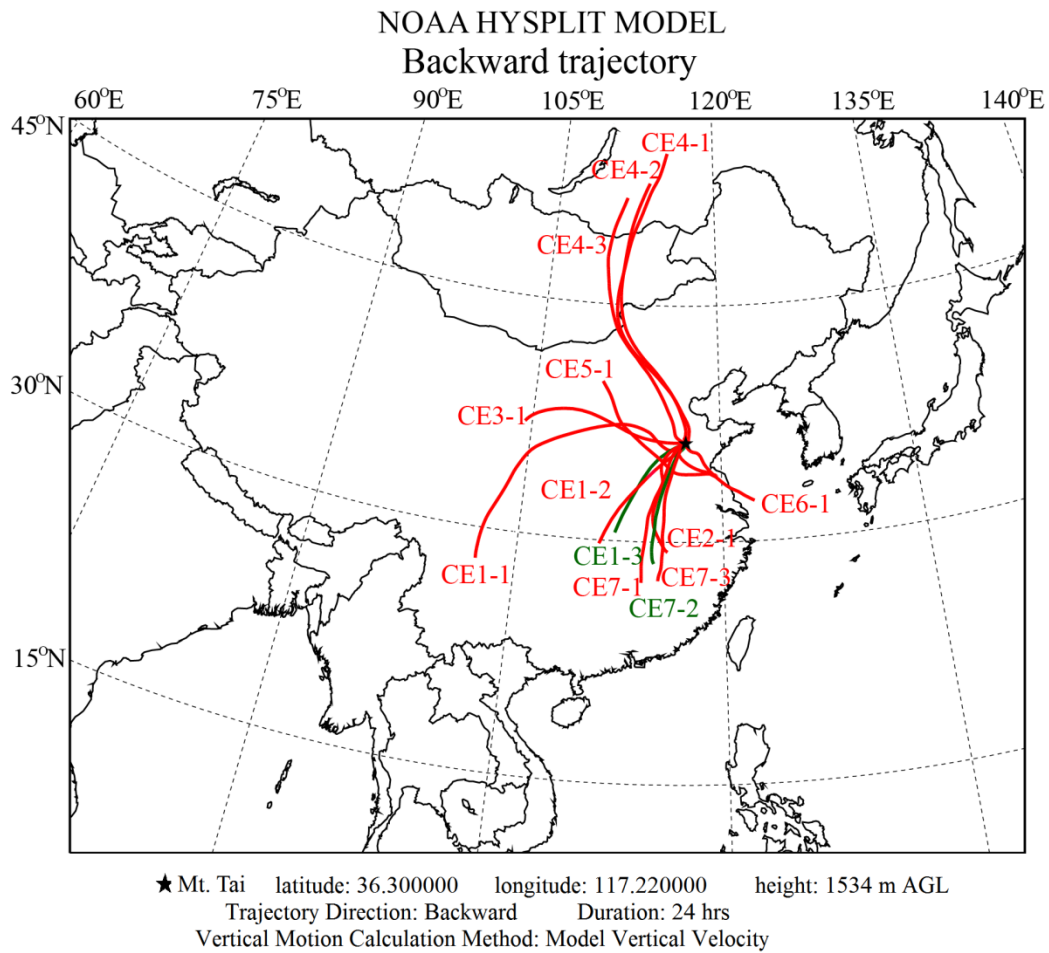 NOAA HYSPLIT MODEL
Backward trajectory
60°E 75°E 90°E 105°E 120°E 135°E 140°E
45°N
CE4-1
CE4-2
CE4-3
CE5-1
30°N
CE3-1
CE1-2
CE6-1
CE2-1
CE1-3
CE1-1
CE7-1
CE7-3
CE7-2
15°N
★ Mt. Tai latitude: 36.300000 longitude: 117.220000 height: 1534 m AGL
Trajectory Direction: Backward Duration: 24 hrs
Vertical Motion Calculation Method: Model Vertical Velocity